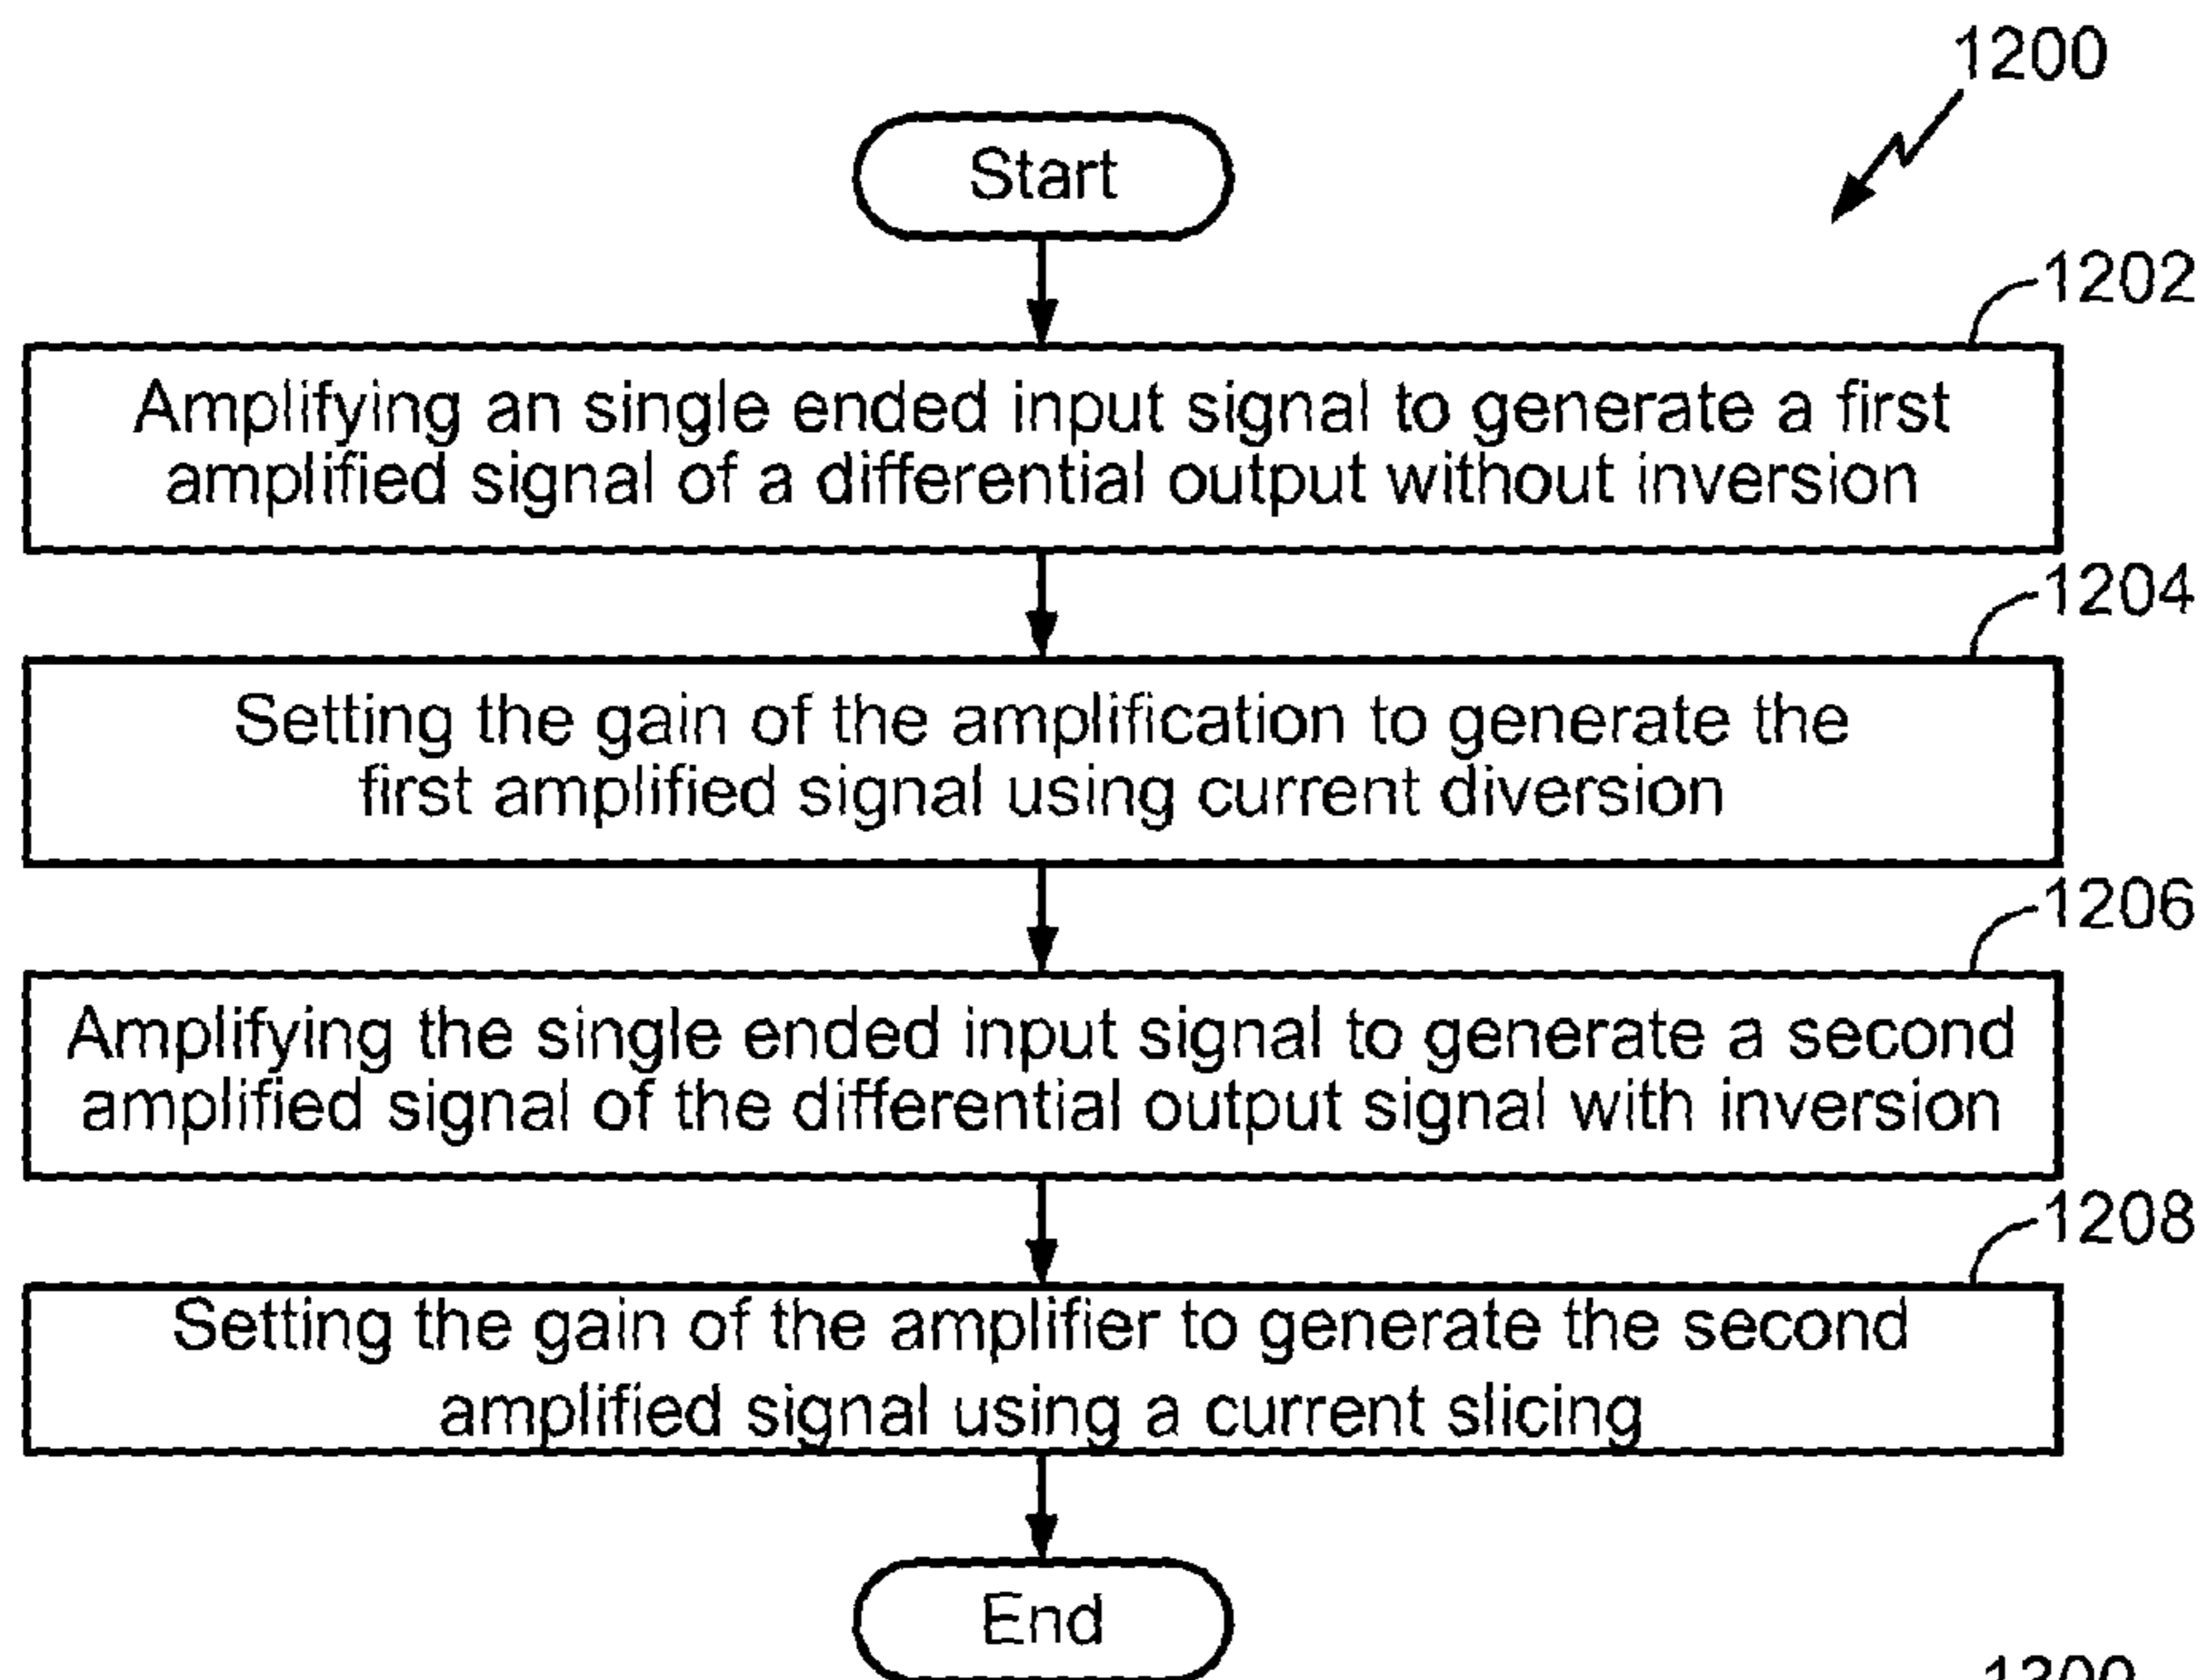 1200
Start
1202
Amplifying an single ended input signal to generate a first
amplified signal of a differential output without inversion
1204
Setting the gain of the amplification to generate the
first amplified signal using current diversion
1206
Amplifying the single ended input signal to generate a second
amplified signal of the differential output signal with inversion
1208
Setting the gain of the amplifier to generate the second
amplified signal using a current slicing
End